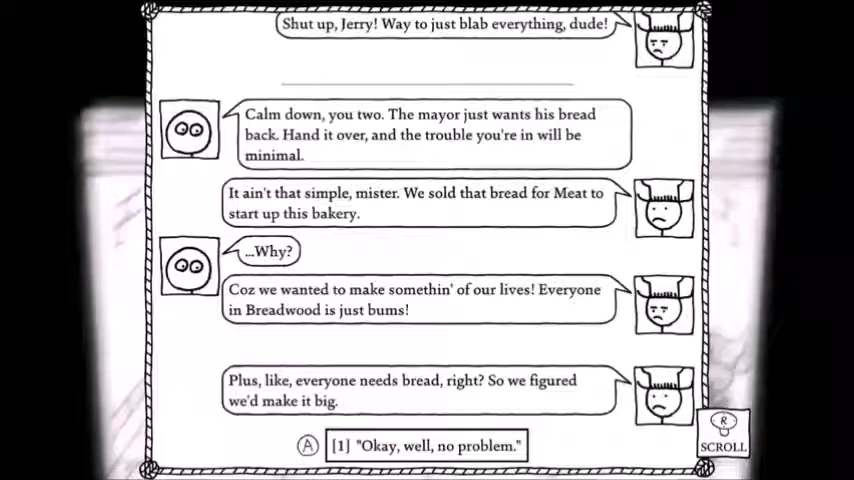 Shut up, Jerry! Way to just blab everything, dude!
Calm down, you two. The mayor just wants his bread
back. Hand it over, and the trouble you're in will be
minimal.
It ain't that simple, mister. We sold that bread for Meat to
start up this bakery.
...Why?
Coz we wanted to make somethin' of our lives! Everyone
in Breadwood is just bums!
Plus, like, everyone needs bread, right? So we figured
we'd make it big.
A [1] "Okay, well, no problem."
R
SCROLL